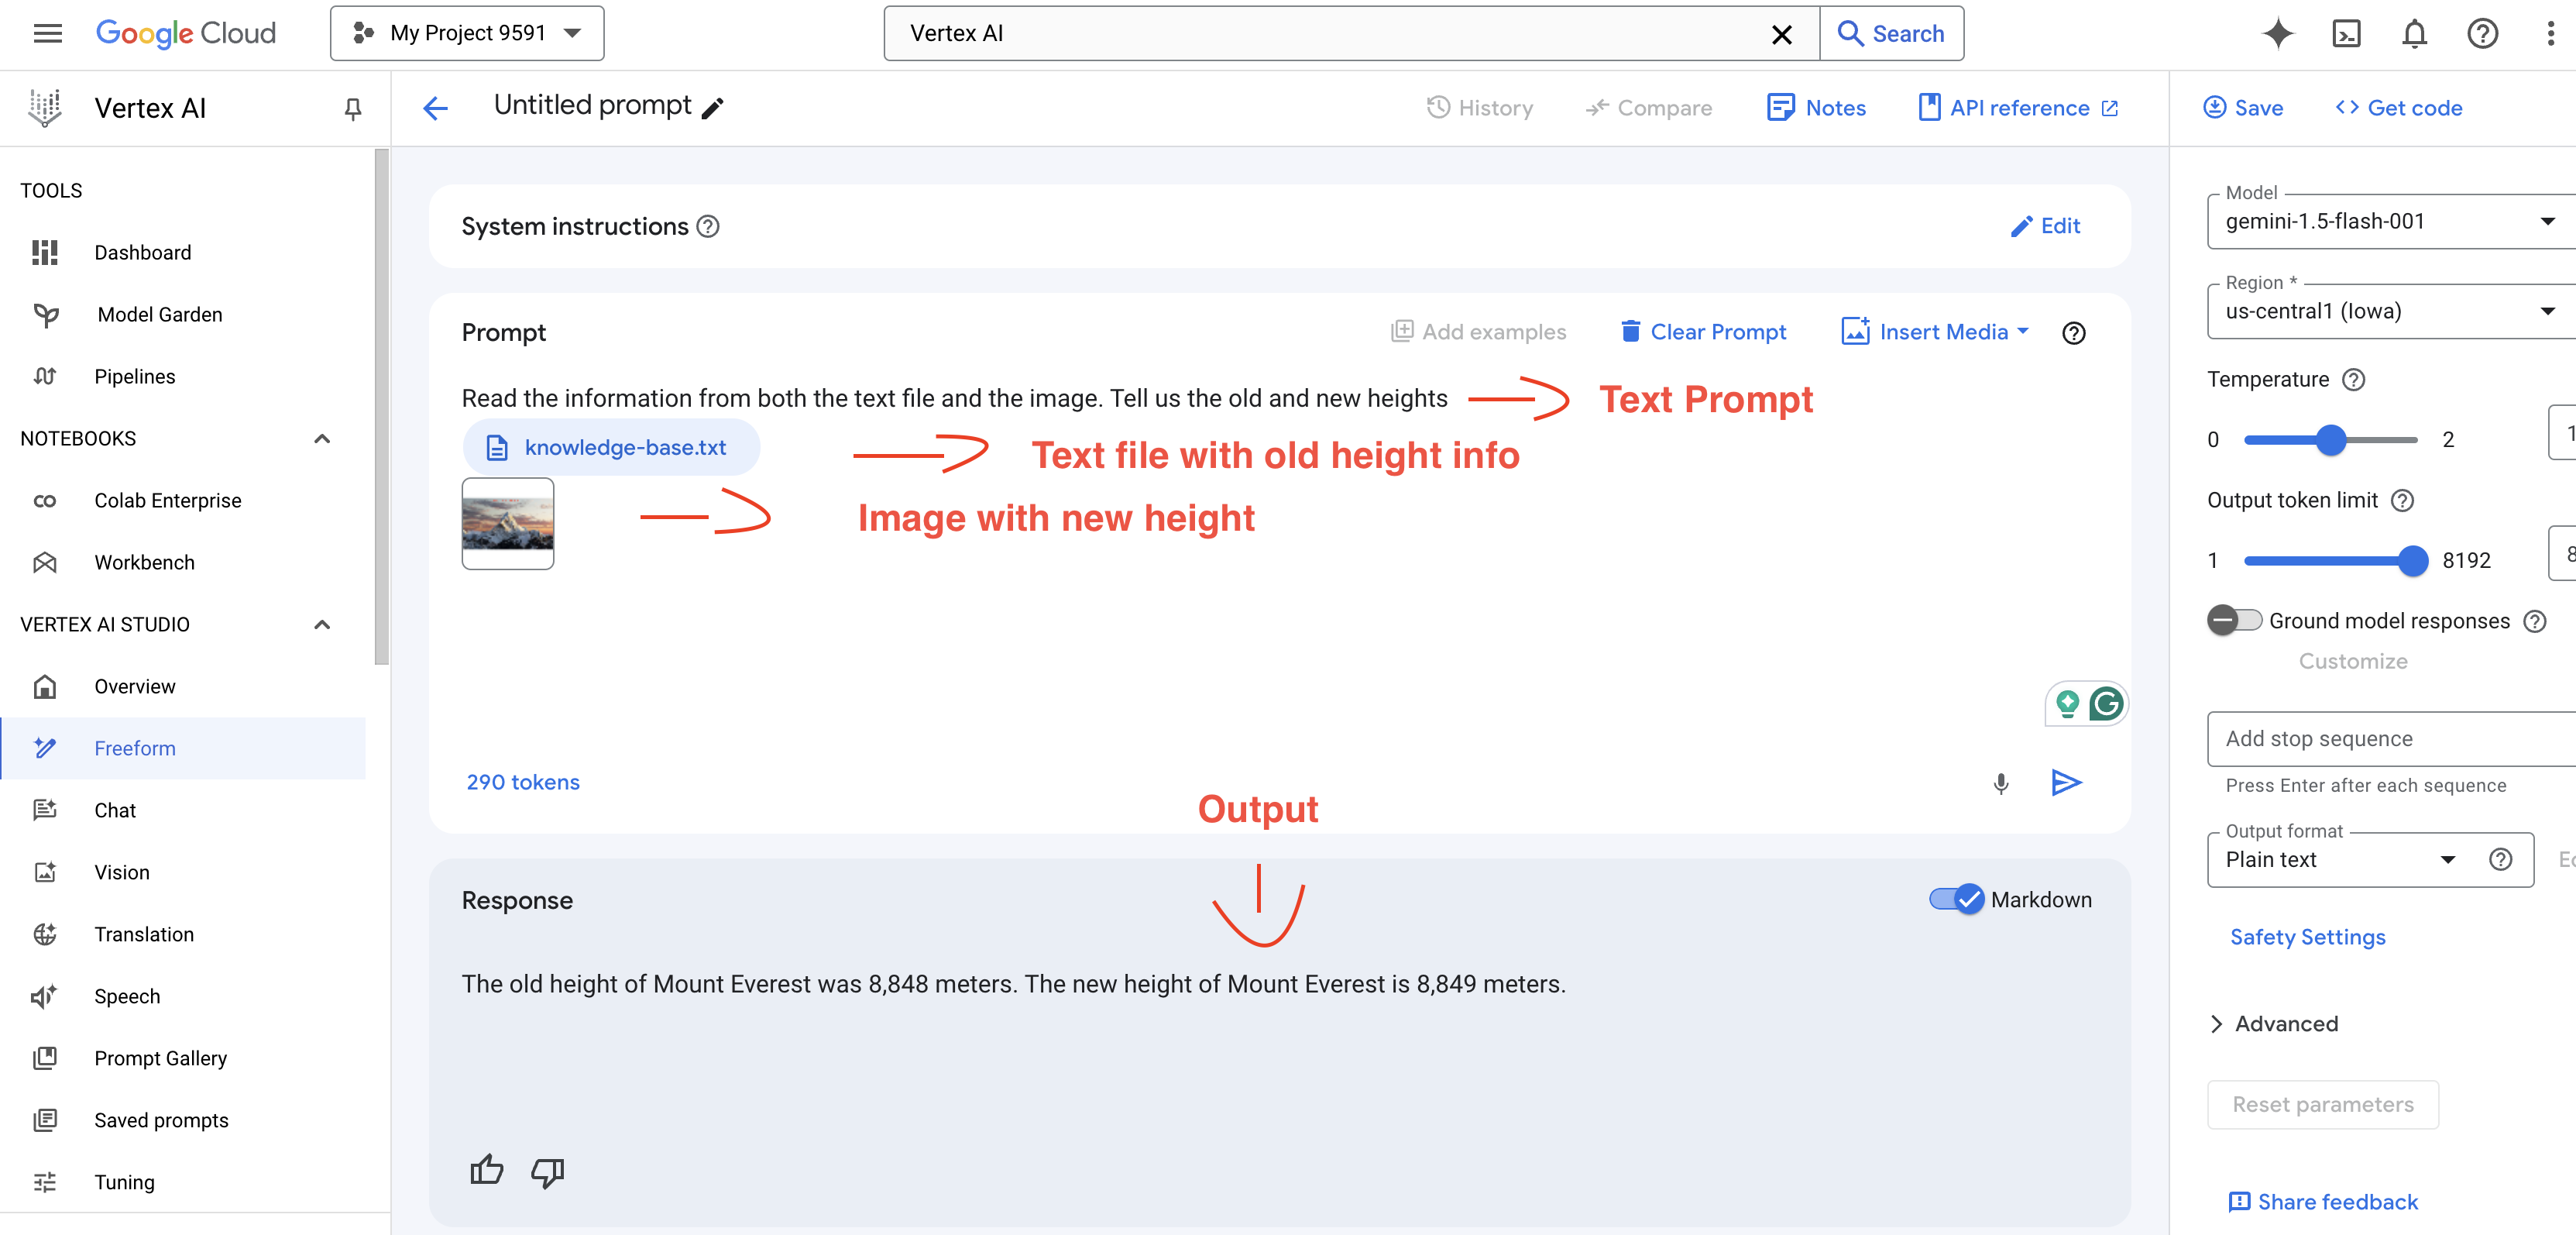 Google Cloud
My Project 9591
Vertex AI
Search
Vertex AI
Untitled prompt
History
Compare
Notes
API reference
Save
Get code
TOOLS
Dashboard
Model Garden
Pipelines
NOTEBOOKS
Colab Enterprise
Workbench
VERTEX AI STUDIO
Overview
Freeform
Chat
Vision
Translation
Speech
Prompt Gallery
Saved prompts
Tuning
System instructions
Edit
Prompt
Add examples
Clear Prompt
Insert Media
Read the information from both the text file and the image. Tell us the old and new heights
Text Prompt
knowledge-base.txt
Text file with old height info
Image with new height
290 tokens
Output
Response
Markdown
The old height of Mount Everest was 8,848 meters. The new height of Mount Everest is 8,849 meters.
Model
gemini-1.5-flash-001
Region *
us-central1 (Iowa)
Temperature
0
2
1
Output token limit
1
8192
8
Ground model responses
Customize
Add stop sequence
Press Enter after each sequence
Output format
Plain text
Safety Settings
Advanced
Reset parameters
Share feedback